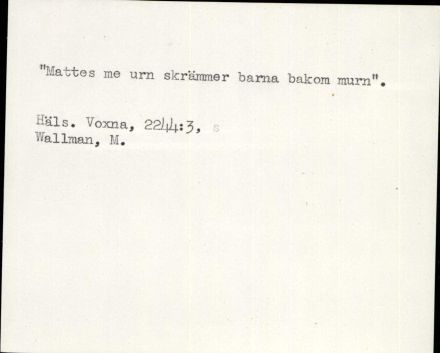 "Mattes me urn skrämmer barna bakom murn".
Häls. Voxna, 2244:3, s
Wallman, M.